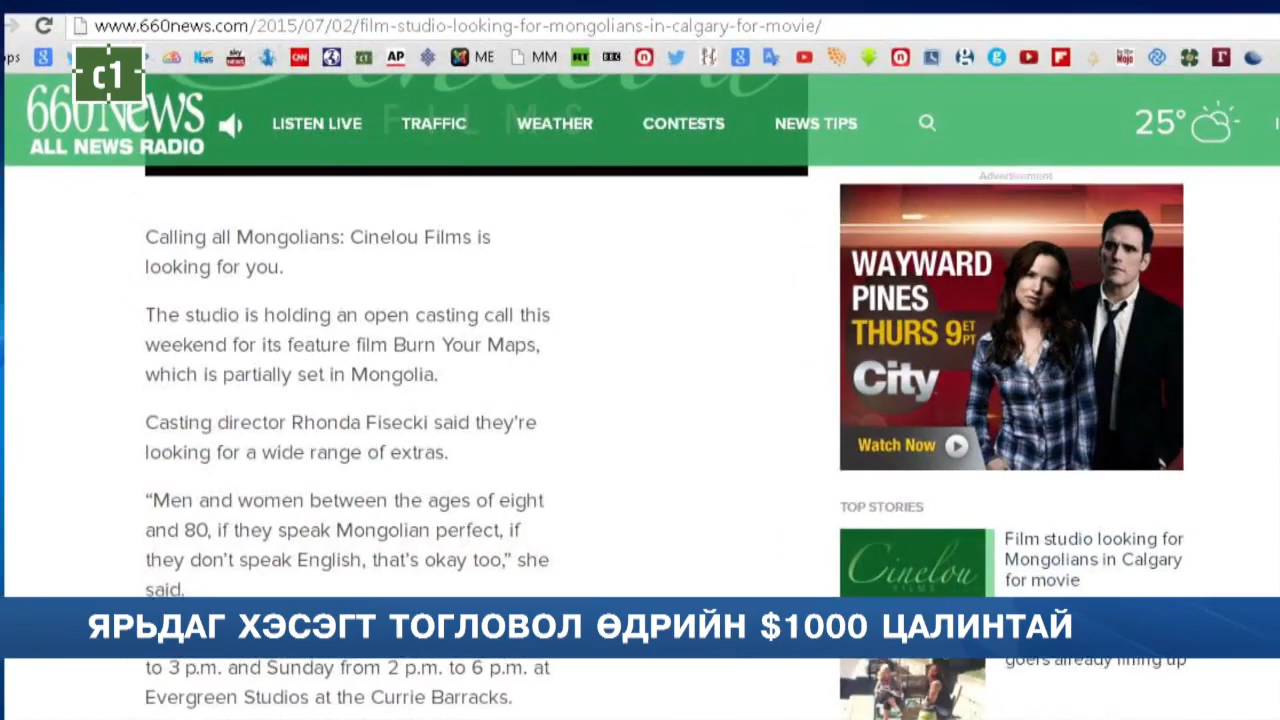 www.660news.com/2015/07/02/film-studio-looking-for-mongolians-in-calgary-for-movie/
ME
MM
c1
FILMS
660NEWS
ALL NEWS RADIO
LISTEN LIVE
TRAFFIC
WEATHER
CONTESTS
NEWS TIPS
25°
Calling all Mongolians: Cinelou Films is
looking for you.
The studio is holding an open casting call this
weekend for its feature film Burn Your Maps,
which is partially set in Mongolia.
Casting director Rhonda Fisecki said they're
looking for a wide range of extras.
“Men and women between the ages of eight
and 80, if they speak Mongolian perfect, if
they don't speak English, that's okay too,” she
said.
to 3 p.m. and Sunday from 2 p.m. to 6 p.m. at
Evergreen Studios at the Currie Barracks.
Advertisement
WAYWARD
PINES
THURS 9 ET PT
City
Watch Now
TOP STORIES
Cinelou
FILMS
Film studio looking for
Mongolians in Calgary
for movie
goers already lining up
ЯРЬДАГ ХЭСЭГТ ТОГЛОВОЛ ӨДРИЙН $1000 ЦАЛИНТАЙ